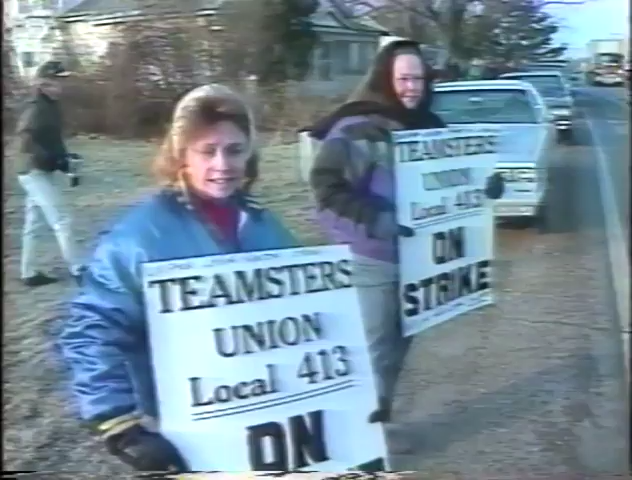 TEAMSTERS
UNION
Local 413
ON
TEAMSTERS
UNION
Local 413
ON
STRIKE